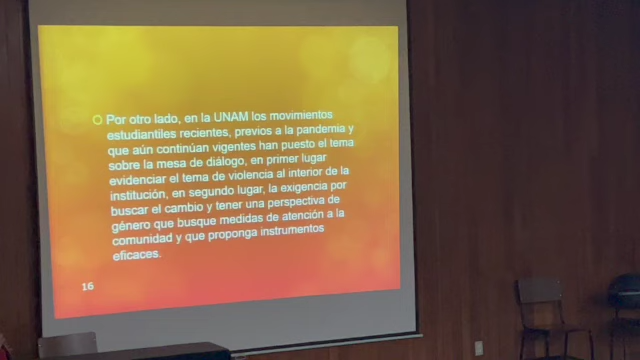 Por otro lado, en la UNAM los movimientos
estudiantiles recientes, previos a la pandemia y
que aún continúan vigentes han puesto el tema
sobre la mesa de diálogo, en primer lugar
evidenciar el tema de violencia al interior de la
institución, en segundo lugar, la exigencia por
buscar el cambio y tener una perspectiva de
género que busque medidas de atención a la
comunidad y que proponga instrumentos
eficaces.
16